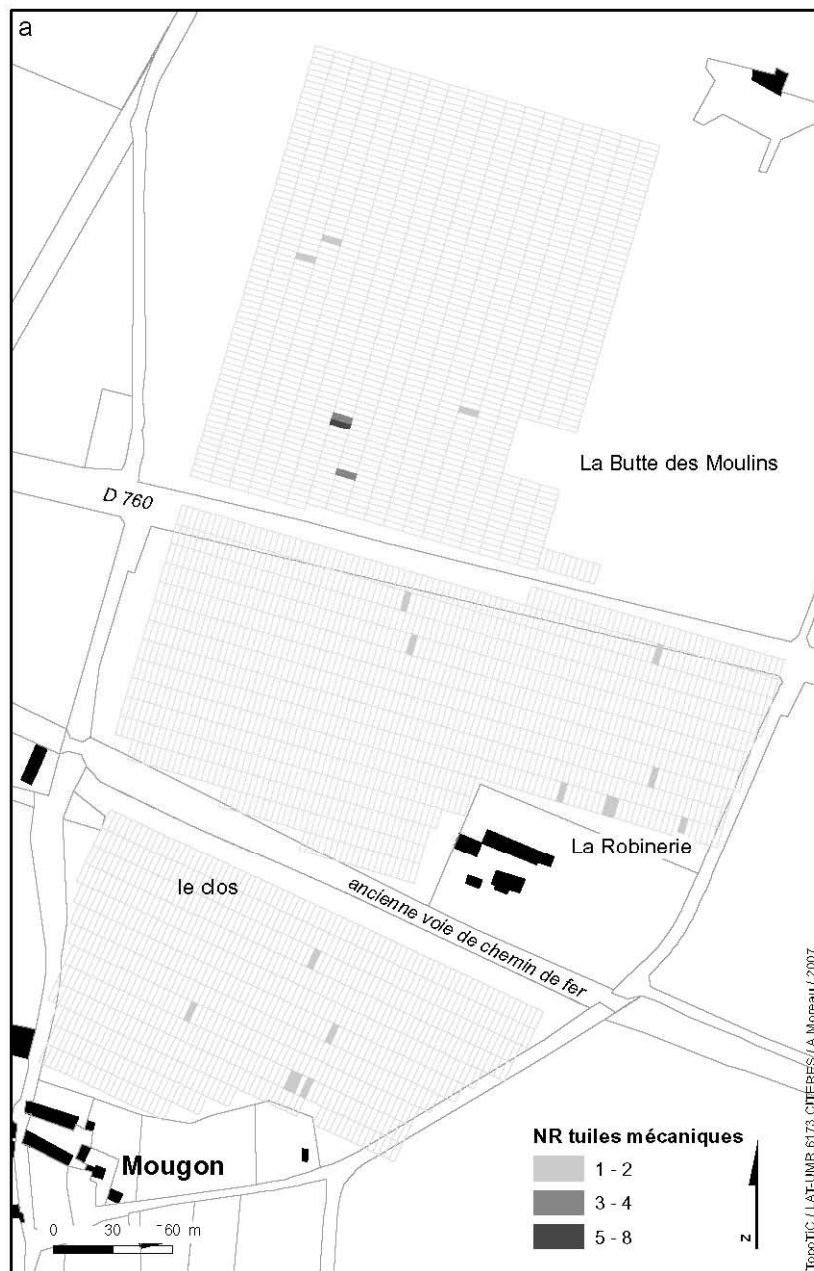 a
La Butte des Moulins
D 760
La Robinerie
le clos
ancienne voie de chemin de fer
Mougon
0 30 60 m
NR tuiles mécaniques
1 - 2
3 - 4
5 - 8
N
TopoTiC / LAT-UMR 6173 CITERES / A.Moreau / 2007